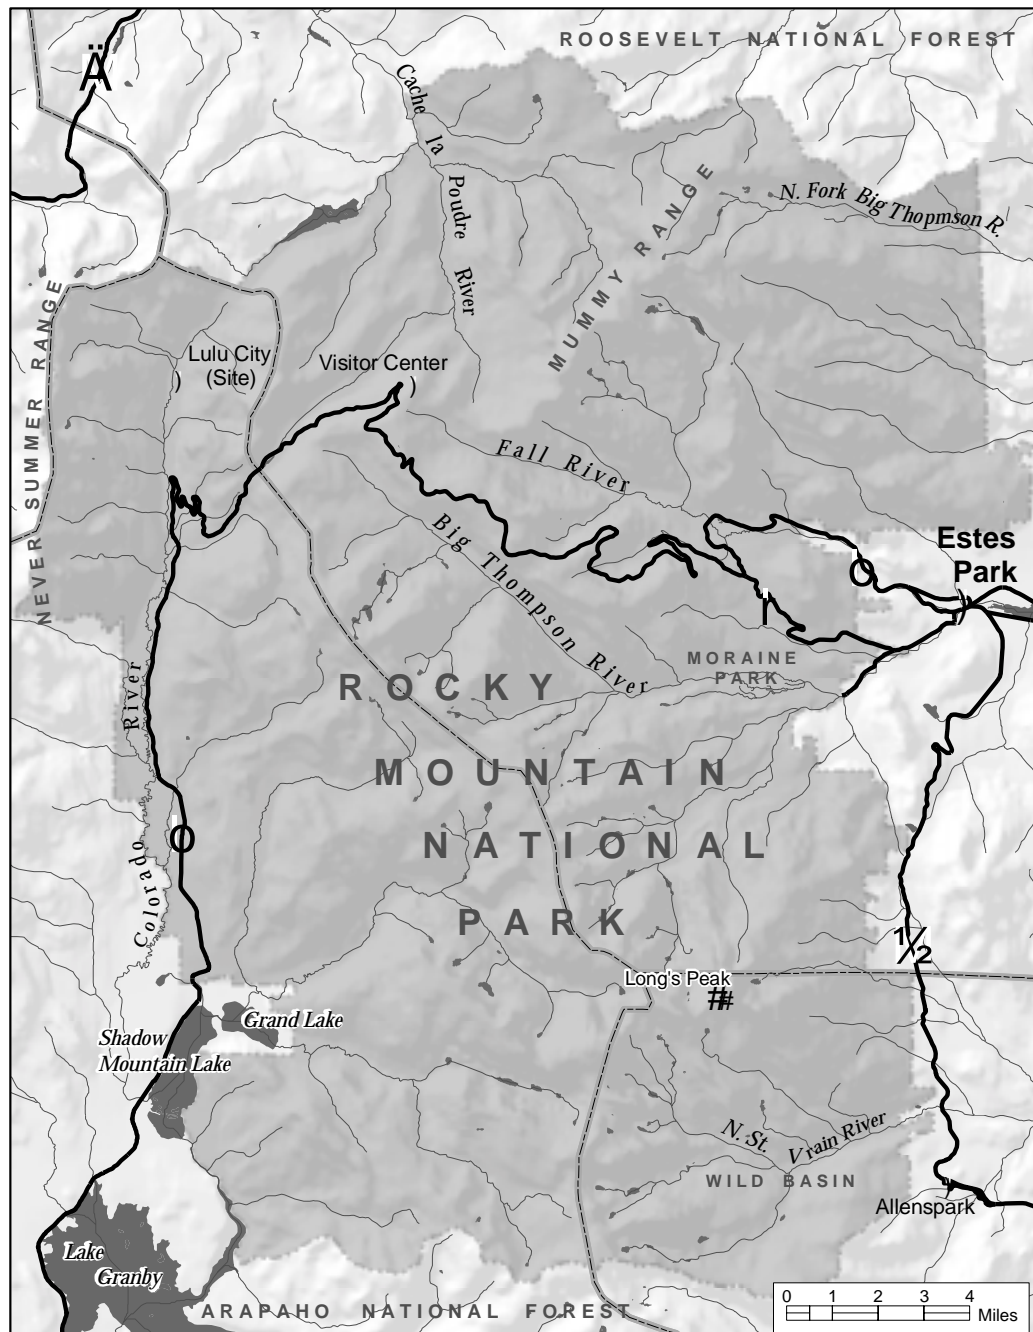 ROOSEVELT NATIONAL FOREST
Ä
Cache la Poudre River
N. Fork Big Thopmson R.
MUMMY RANGE
NEVER SUMMER RANGE
Lulu City
(Site)
)
Visitor Center
)
Fall River
Big Thompson River
Estes
Park
O
MORAINE
PARK
ROCKY
MOUNTAIN
NATIONAL
PARK
Colorado River
O
½
Long's Peak
##
Grand Lake
Shadow
Mountain Lake
N. St. Vrain River
WILD BASIN
Allenspark
Lake
Granby
ARAPAHO NATIONAL FOREST
0 1 2 3 4
Miles